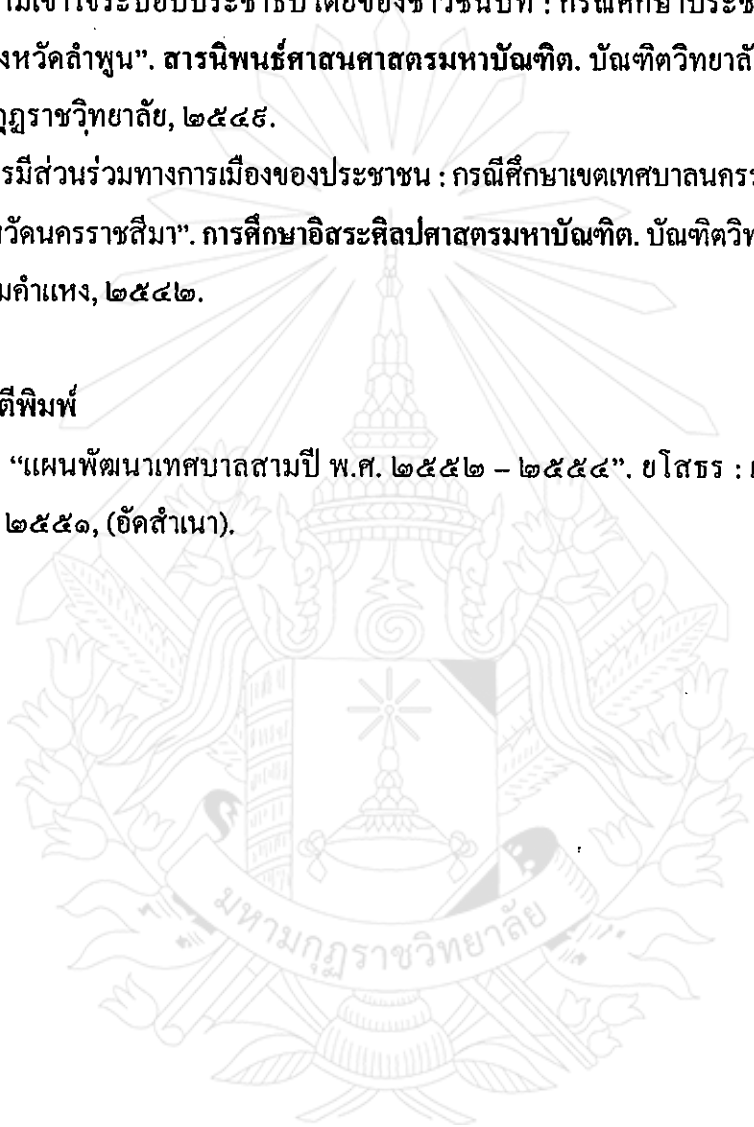 ามเข้าใจระบอบประชาธิปไตยของชาวชนบท : กรณีศึกษาประช
งหวัดลำพูน”. สารนิพนธ์ศาสนศาสตรมหาบัณฑิต. บัณฑิตวิทยาลั
กุฏราชวิทยาลัย, ๒๕๔๙.
รมีส่วนร่วมทางการเมืองของประชาชน : กรณีศึกษาเขตเทศบาลนคร
งวัดนครราชสีมา”. การศึกษาอิสระศิลปศาสตรมหาบัณฑิต. บัณฑิตวิท
มคำแหง, ๒๕๔๒.
ตีพิมพ์
“แผนพัฒนาเทศบาลสามปี พ.ศ. ๒๕๕๒ – ๒๕๕๔”. ยโสธร :
๒๕๕๑, (อัดสำเนา).
มหามกุฏราชวิทยาลัย